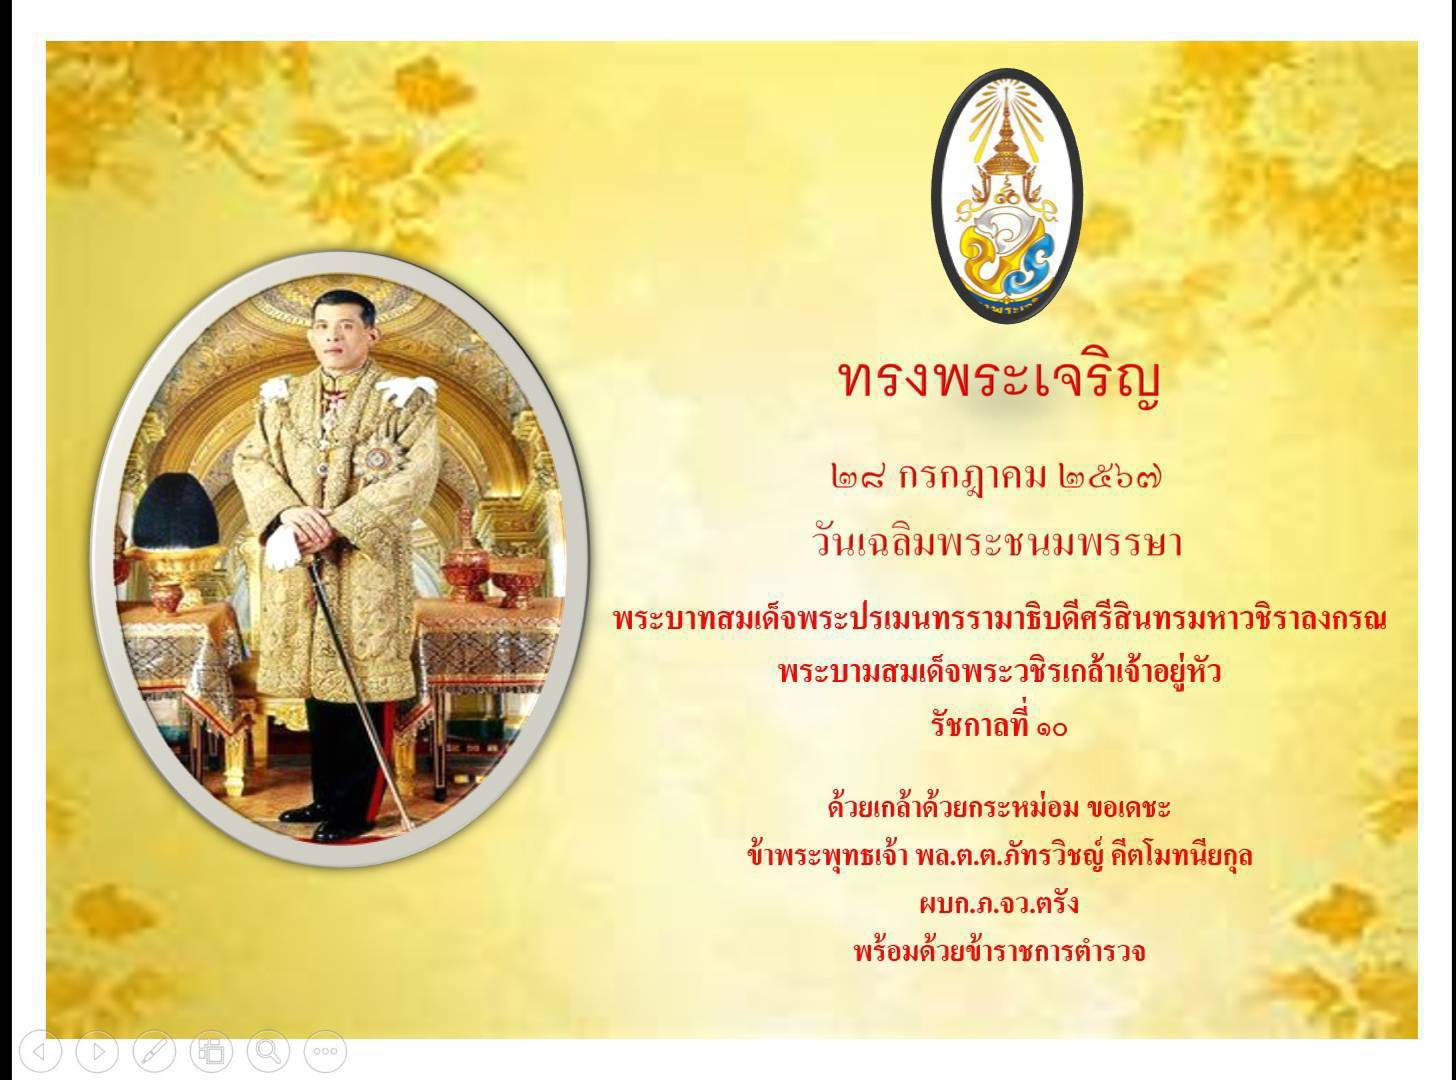 ทรงพระเจริญ
๒๘ กรกฎาคม ๒๕๖๗
วันเฉลิมพระชนมพรรษา
พระบาทสมเด็จพระปรเมนทรรามาธิบดีศรีสินทรมหาวชิราลงกรณ
พระบามสมเด็จพระวชิรเกล้าเจ้าอยู่หัว
รัชกาลที่ ๑๐
ด้วยเกล้าด้วยกระหม่อม ขอเดชะ
ข้าพระพุทธเจ้า พล.ต.ต.ภัทรวิชญ์ คีตโมทนียกุล
ผบก.ภ.จว.ตรัง
พร้อมด้วยข้าราชการตำรวจ